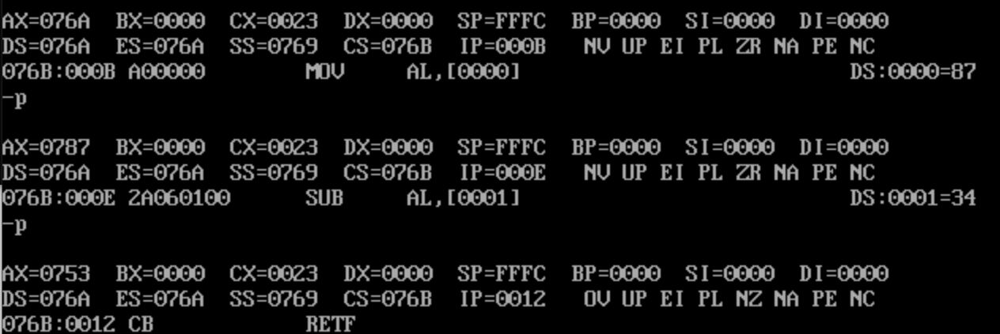 AX=076A  BX=0000  CX=0023  DX=0000  SP=FFFC  BP=0000  SI=0000  DI=0000
DS=076A  ES=076A  SS=0769  CS=076B  IP=000B   NV UP EI PL ZR NA PE NC
076B:000B A00000        MOV     AL,[0000]                          DS:0000=87
-p
AX=0787  BX=0000  CX=0023  DX=0000  SP=FFFC  BP=0000  SI=0000  DI=0000
DS=076A  ES=076A  SS=0769  CS=076B  IP=000E   NV UP EI PL ZR NA PE NC
076B:000E 2A060100      SUB     AL,[0001]                          DS:0001=34
-p
AX=0753  BX=0000  CX=0023  DX=0000  SP=FFFC  BP=0000  SI=0000  DI=0000
DS=076A  ES=076A  SS=0769  CS=076B  IP=0012   OV UP EI PL NZ NA PE NC
076B:0012 CB            RETF